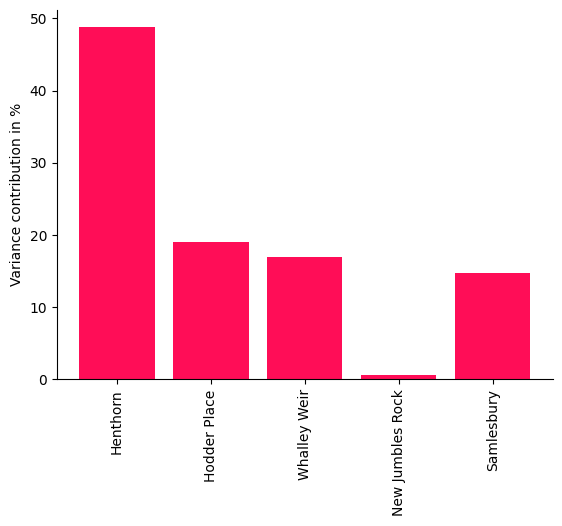 Variance contribution in %
50
40
30
20
10
0
Henthorn
Hodder Place
Whalley Weir
New Jumbles Rock
Samlesbury